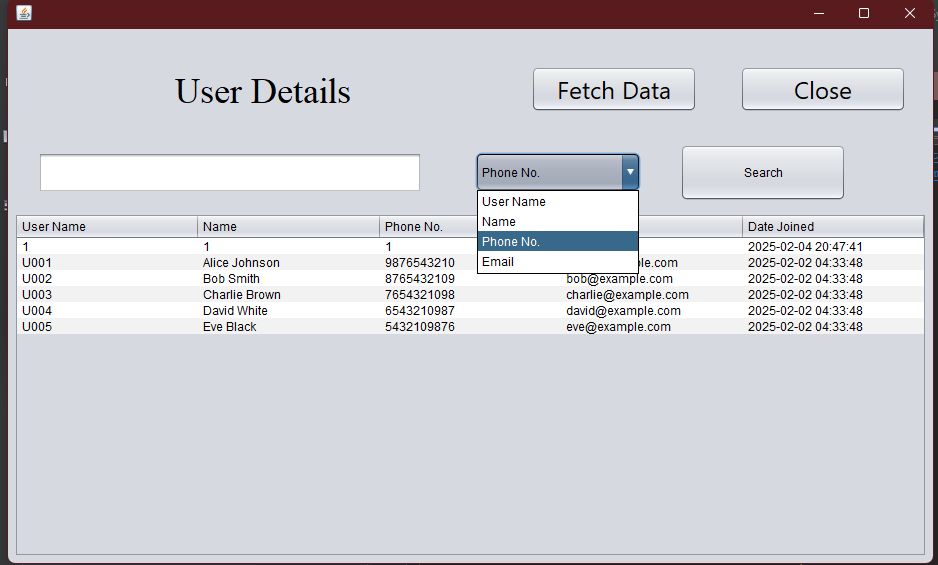 User Details
Fetch Data
Close
Phone No.
Search
User Name
Name
Phone No.
Email
User Name Name Phone No. Date Joined
1 1 1 2025-02-04 20:47:41
U001 Alice Johnson 9876543210 le.com 2025-02-02 04:33:48
U002 Bob Smith 8765432109 bob@example.com 2025-02-02 04:33:48
U003 Charlie Brown 7654321098 charlie@example.com 2025-02-02 04:33:48
U004 David White 6543210987 david@example.com 2025-02-02 04:33:48
U005 Eve Black 5432109876 eve@example.com 2025-02-02 04:33:48